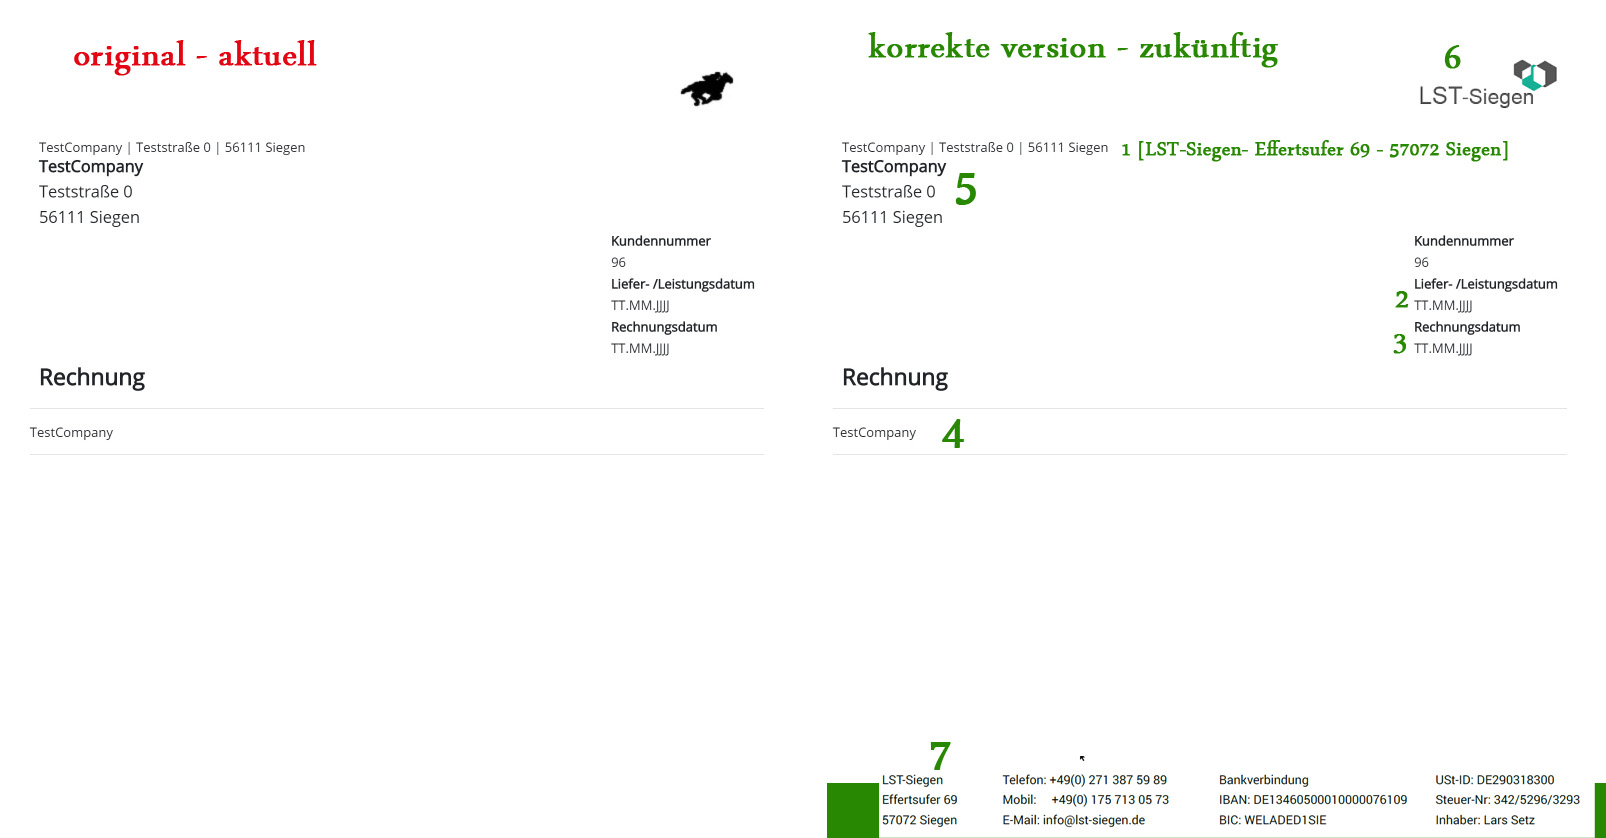 original - aktuell
TestCompany | Teststraße 0 | 56111 Siegen
TestCompany
Teststraße 0
56111 Siegen
Kundennummer
96
Liefer- /Leistungsdatum
TT.MM.JJJJ
Rechnungsdatum
TT.MM.JJJJ
Rechnung
TestCompany
korrekte version - zukünftig
6
LST-Siegen
TestCompany | Teststraße 0 | 56111 Siegen 1 [LST-Siegen- Effertsufer 69 - 57072 Siegen]
TestCompany
Teststraße 0 5
56111 Siegen
Kundennummer
96
Liefer- /Leistungsdatum
2 TT.MM.JJJJ
Rechnungsdatum
3 TT.MM.JJJJ
Rechnung
TestCompany 4
7
LST-Siegen
Effertsufer 69
57072 Siegen
Telefon: +49(0) 271 387 59 89
Mobil: +49(0) 175 713 05 73
E-Mail: info@lst-siegen.de
Bankverbindung
IBAN: DE13460500010000076109
BIC: WELADED1SIE
USt-ID: DE290318300
Steuer-Nr: 342/5296/3293
Inhaber: Lars Setz